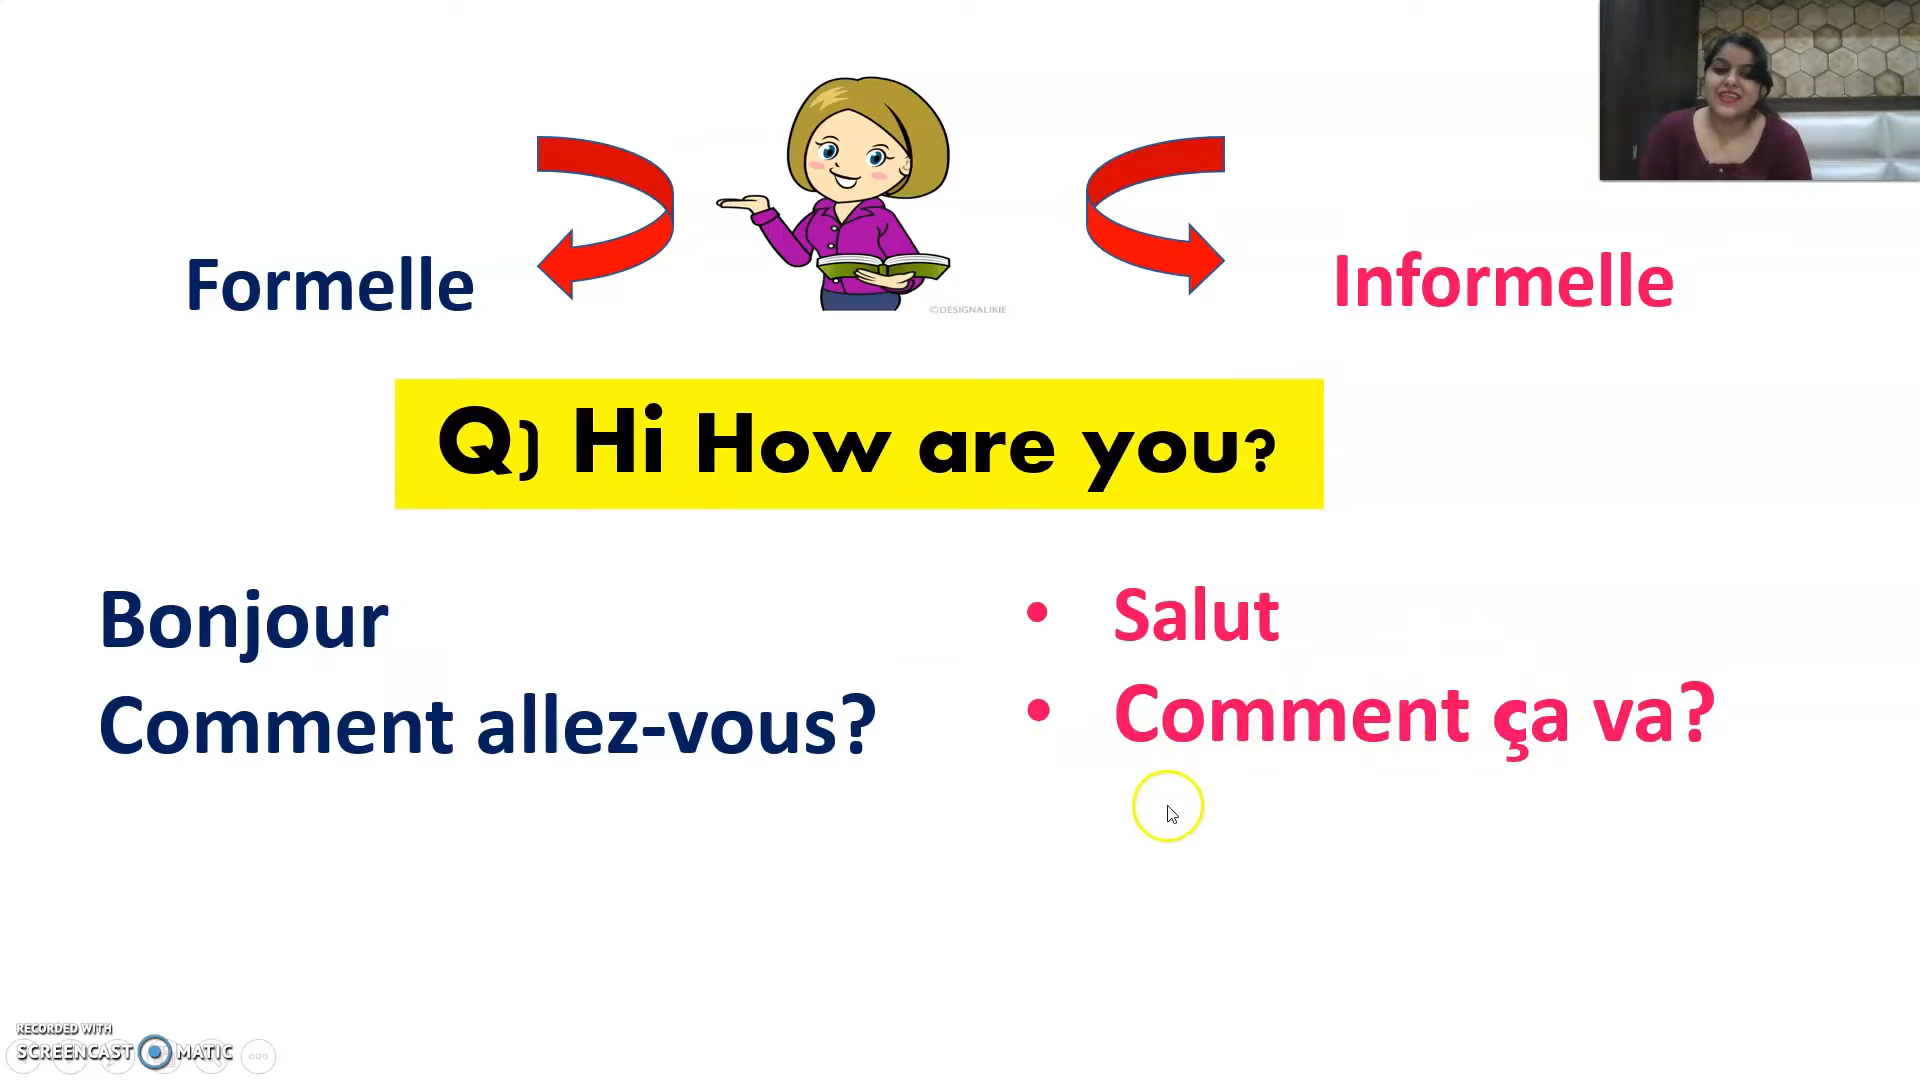 ©DESIGNALIKIE
Formelle
Informelle
Q) Hi How are you?
Bonjour
Comment allez-vous?
• Salut
• Comment ça va?
RECORDED WITH
SCREENCAST MATIC